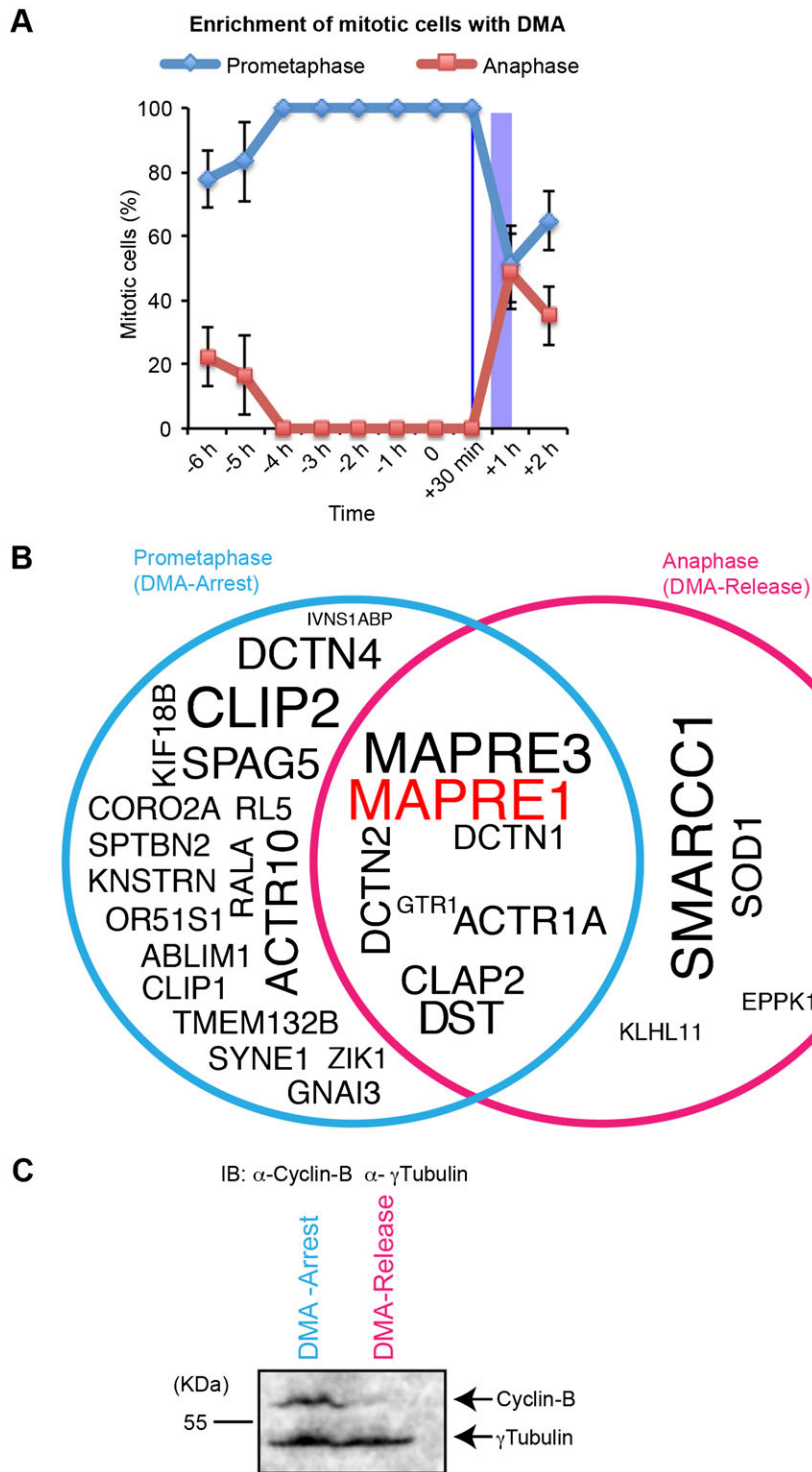 A
Enrichment of mitotic cells with DMA
Prometaphase Anaphase
Mitotic cells (%)
100
80
60
40
20
0
-6 h -5 h -4 h -3 h -2 h -1 h 0 +30 min +1 h +2 h
Time
B
Prometaphase
(DMA-Arrest)
Anaphase
(DMA-Release)
IVNS1ABP
DCTN4
KIF18B
CLIP2
SPAG5
CORO2A RL5
SPTBN2
KNSTRN
RALA
ACTR10
OR51S1
ABLIM1
CLIP1
TMEM132B
SYNE1 ZIK1
GNAI3
MAPRE3
MAPRE1
DCTN2
DCTN1
GTR1
ACTR1A
CLAP2
DST
SMARCC1
SOD1
EPPK1
KLHL11
C
IB: α-Cyclin-B α- γTubulin
DMA -Arrest
DMA-Release
(KDa)
55
Cyclin-B
γTubulin